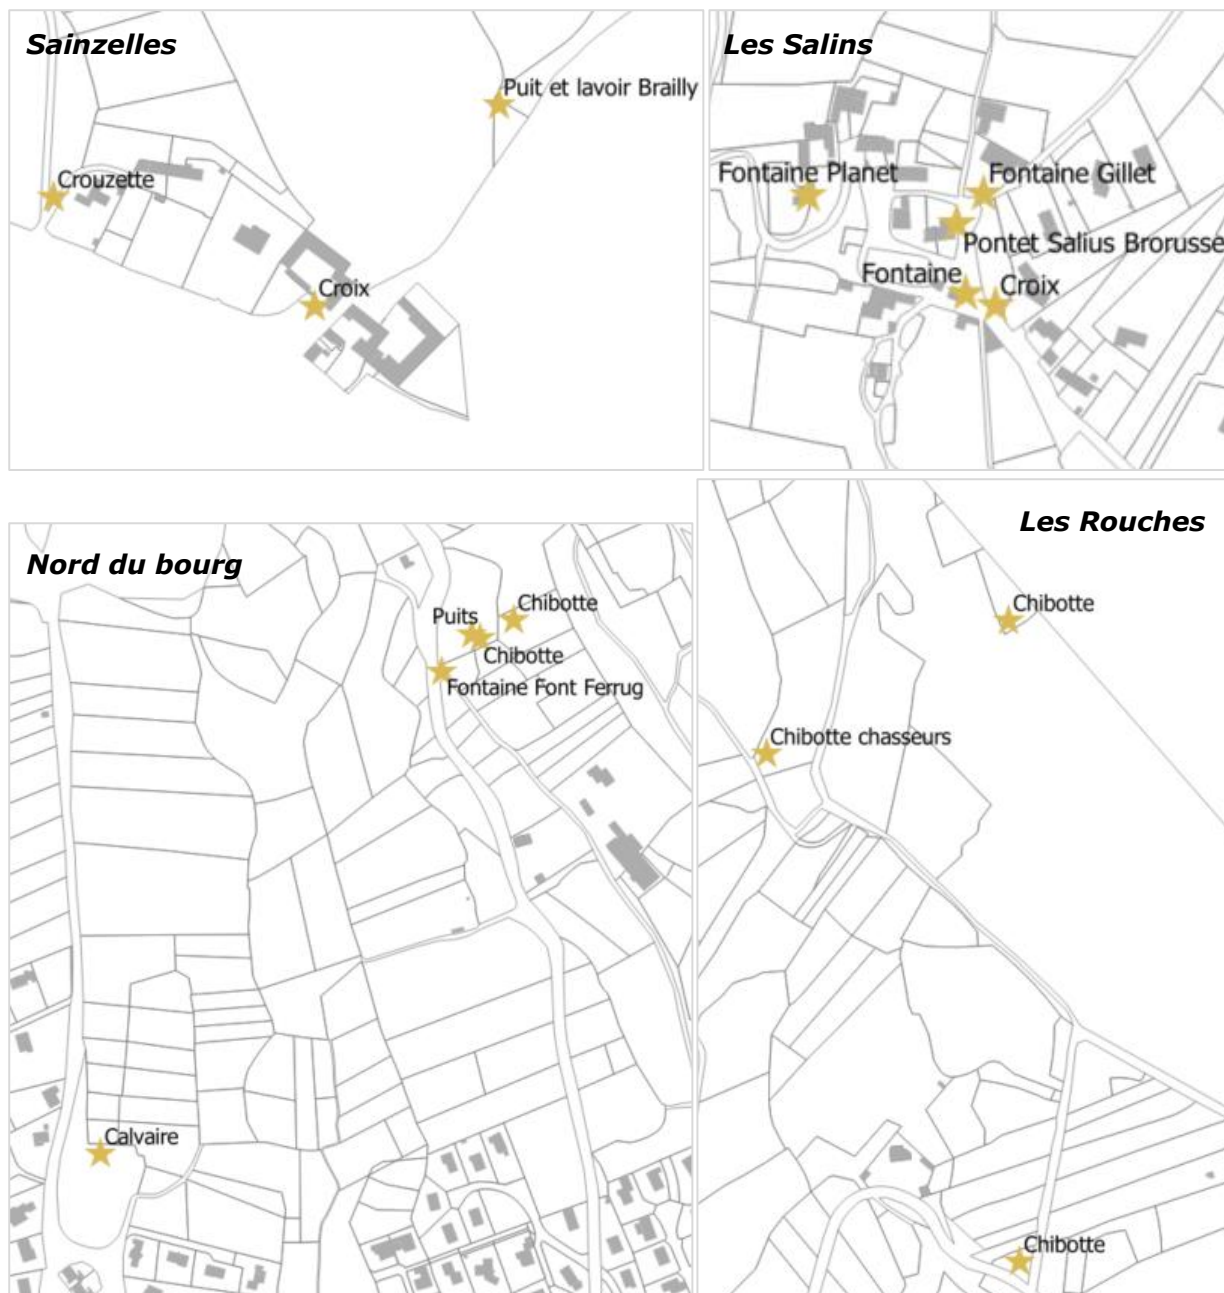 Sainzelles
Puit et lavoir Brailly
Crouzette
Croix
Les Salins
Fontaine Planet
Fontaine Gillet
Pontet Salius Brorusse
Fontaine
Croix
Nord du bourg
Chibotte
Puits
Chibotte
Fontaine Font Ferrug
Calvaire
Les Rouches
Chibotte
Chibotte chasseurs
Chibotte